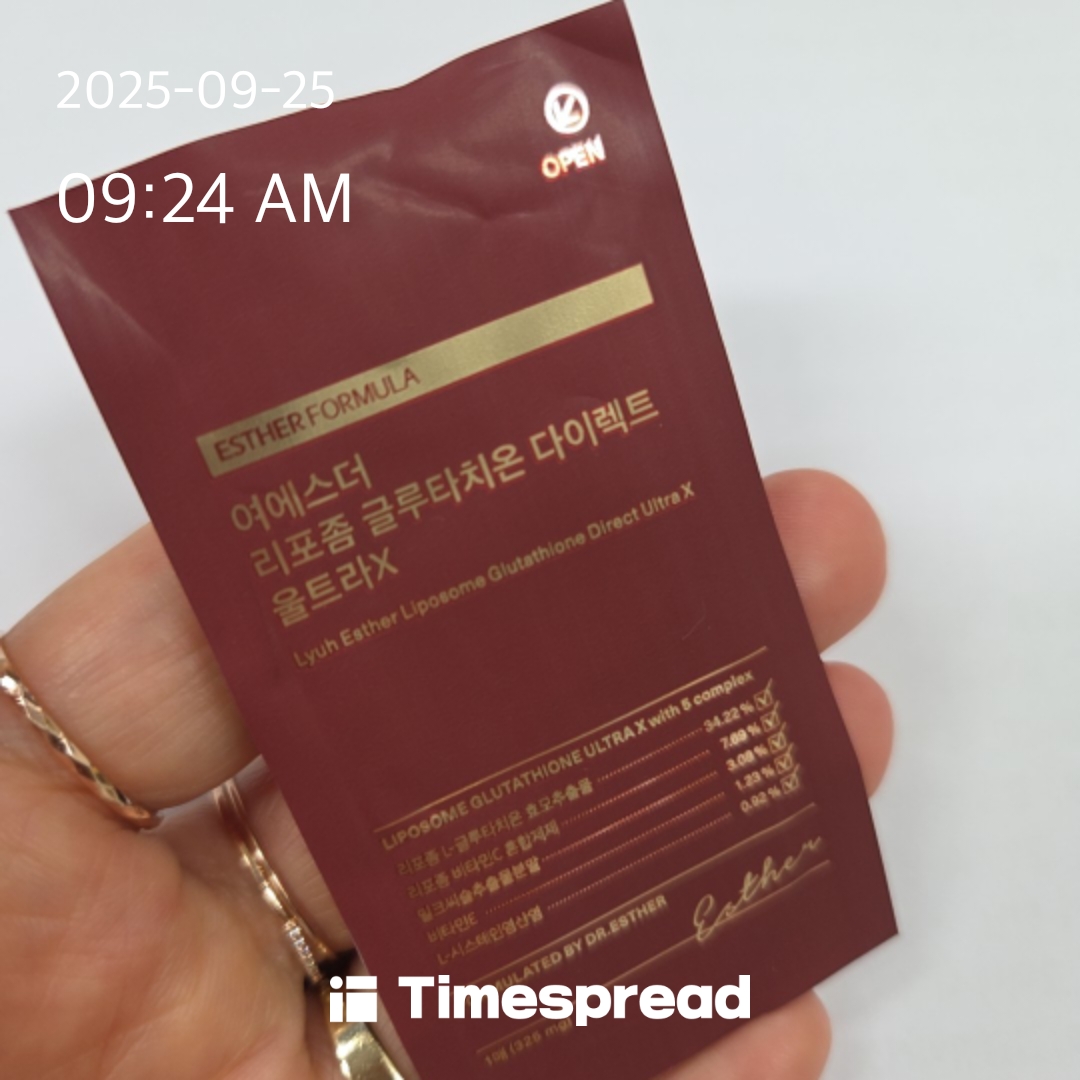 2025-09-25
09:24 AM
OPEN
ESTHER FORMULA
여에스더
리포좀 글루타치온 다이렉트
울트라X
Lyuh Esther Liposome Glutathione Direct Ultra X
LIPOSOME GLUTATHIONE ULTRA X with 5 complex
리포좀 L-글루타치온 효모추출물 34.22 %
리포좀 비타민C 혼합제제 7.69 %
밀크씨슬추출물분말 3.08 %
비타민E 1.23 %
L-시스테인염산염 0.92 %
BY DR.ESTHER
Esther
Timespread
1매 (325 mg)